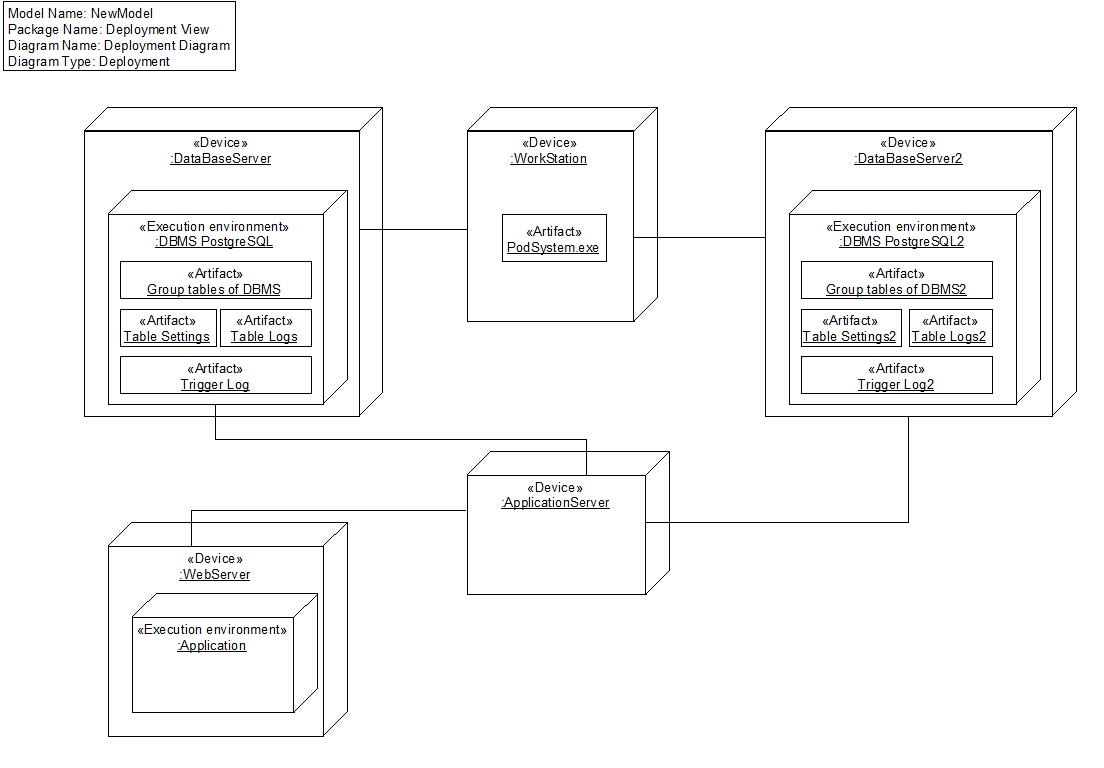 Model Name: NewModel
Package Name: Deployment View
Diagram Name: Deployment Diagram
Diagram Type: Deployment
«Device»
:DataBaseServer
«Execution environment»
:DBMS PostgreSQL
«Artifact»
Group tables of DBMS
«Artifact»
Table Settings
«Artifact»
Table Logs
«Artifact»
Trigger Log
«Device»
:WorkStation
«Artifact»
PodSystem.exe
«Device»
:DataBaseServer2
«Execution environment»
:DBMS PostgreSQL2
«Artifact»
Group tables of DBMS2
«Artifact»
Table Settings2
«Artifact»
Table Logs2
«Artifact»
Trigger Log2
«Device»
:ApplicationServer
«Device»
:WebServer
«Execution environment»
:Application